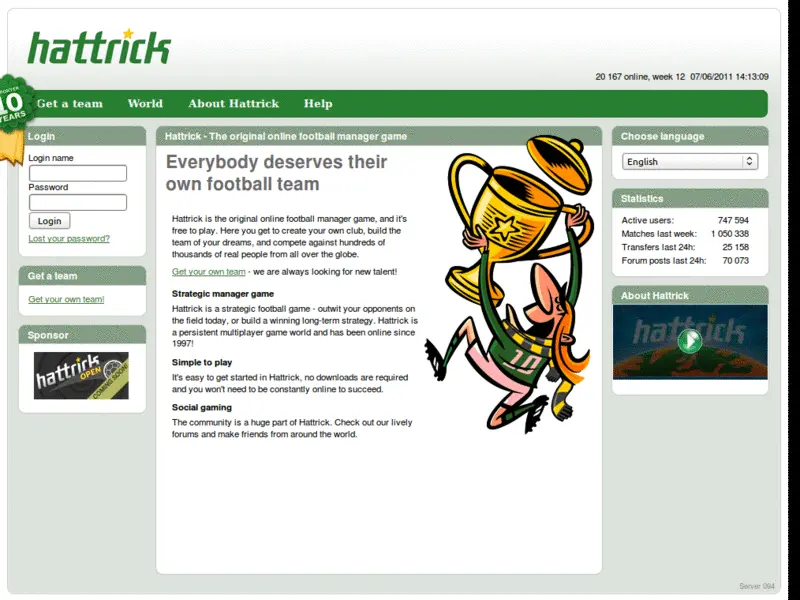 hattrick
20 167 online, week 12 07/06/2011 14:13:09
10
YEARS
Get a team World About Hattrick Help
Login
Login name
Password
Login
Lost your password?
Get a team
Get your own team!
Sponsor
hattrick
OPEN
COMING SOON!
Hattrick - The original online football manager game
Everybody deserves their
own football team
Hattrick is the original online football manager game, and it's
free to play. Here you get to create your own club, build the
team of your dreams, and compete against hundreds of
thousands of real people from all over the globe.
Get your own team - we are always looking for new talent!
Strategic manager game
Hattrick is a strategic football game - outwit your opponents on
the field today, or build a winning long-term strategy. Hattrick is
a persistent multiplayer game world and has been online since
1997!
Simple to play
It's easy to get started in Hattrick, no downloads are required
and you won't need to be constantly online to succeed.
Social gaming
The community is a huge part of Hattrick. Check out our lively
forums and make friends from around the world.
10
Choose language
English
Statistics
Active users: 747 594
Matches last week: 1 050 338
Transfers last 24h: 25 158
Forum posts last 24h: 70 073
About Hattrick
hattrick
Server 094